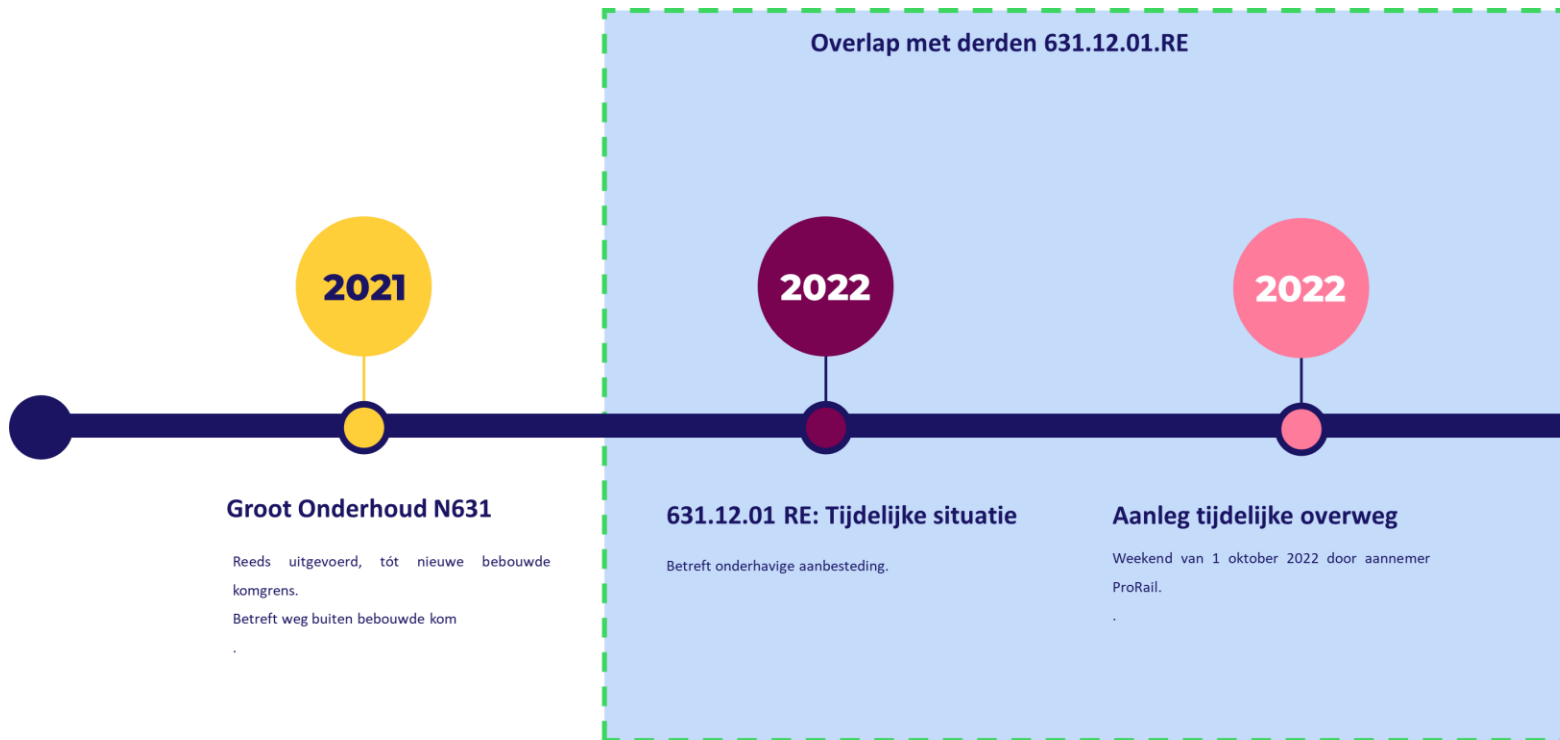 Overlap met derden 631.12.01.RE
2021
2022
2022
Groot Onderhoud N631
Reeds uitgevoerd, tót nieuwe bebouwde
komgrens.
Betreft weg buiten bebouwde kom
.
631.12.01 RE: Tijdelijke situatie
Betreft onderhavige aanbesteding.
Aanleg tijdelijke overweg
Weekend van 1 oktober 2022 door aannemer
ProRail.
.